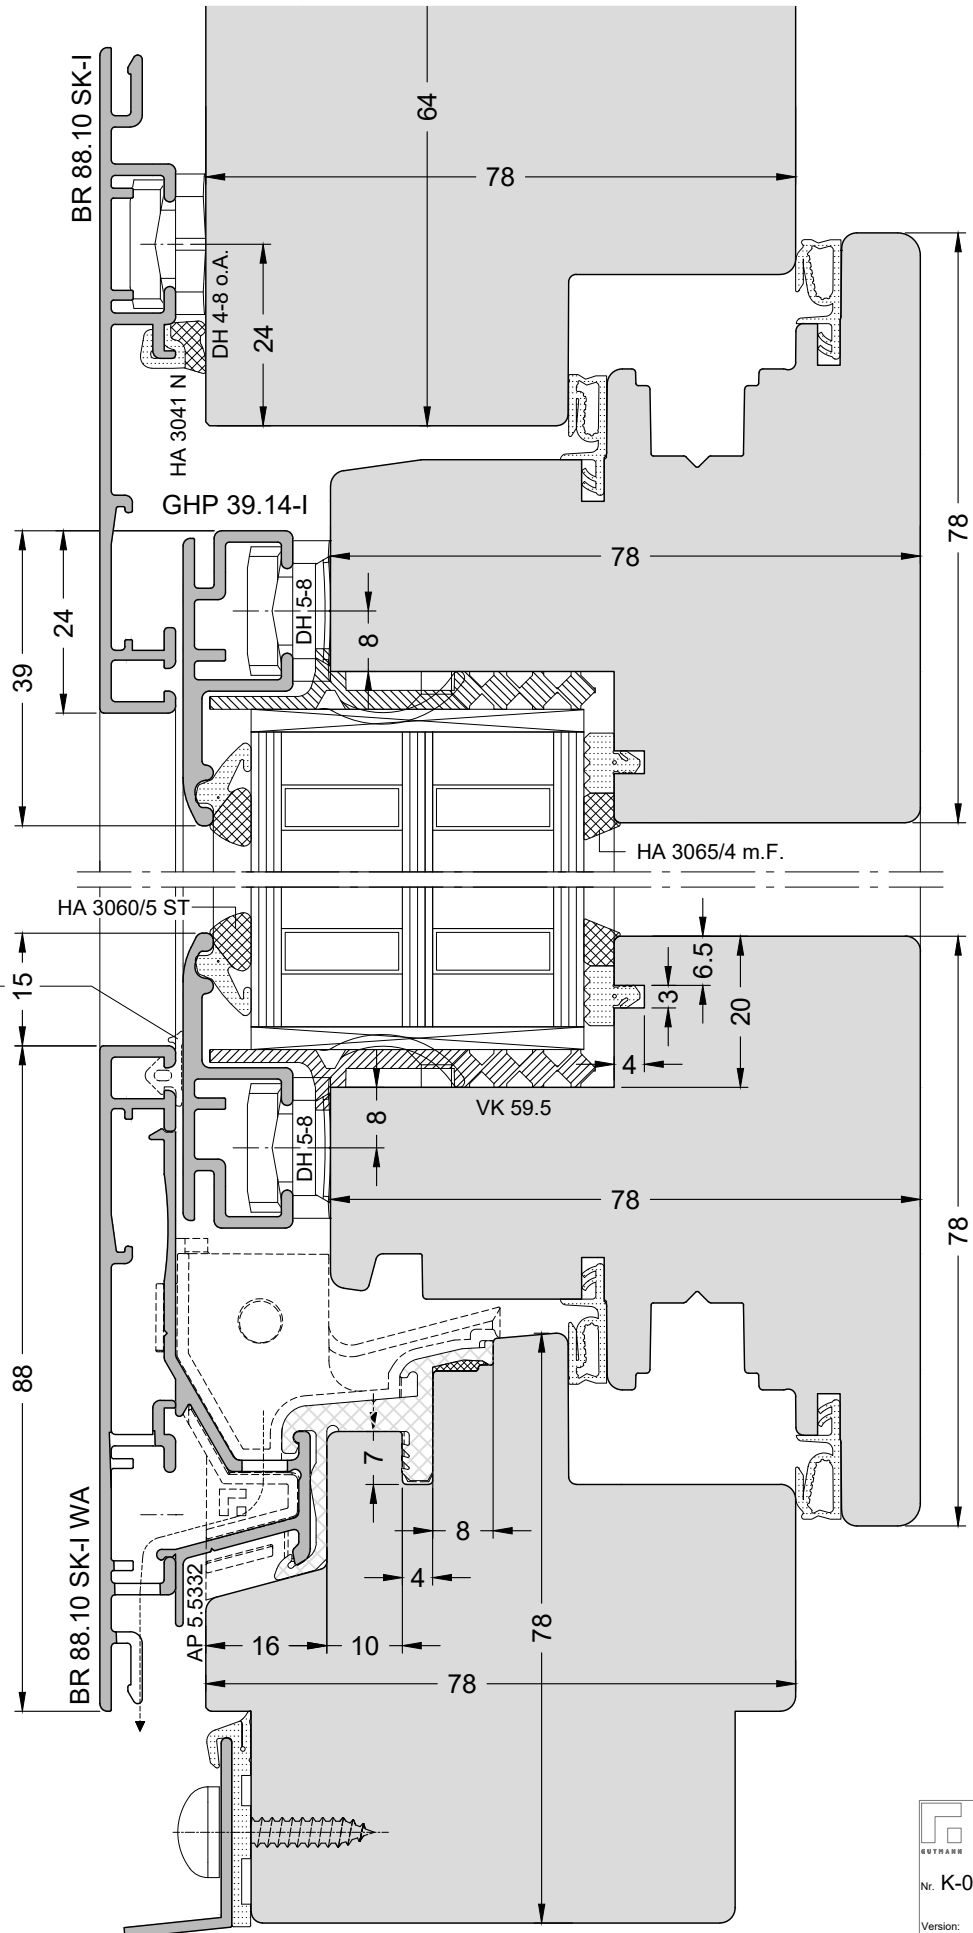 BR 88.10 SK-I
64
78
DH 4-8 o.A.
24
HA 3041 N
GHP 39.14-I
78
39
24
78
DH 5-8
8
HA 3065/4 m.F.
HA 3060/5 ST
15
6.5
3
20
4
VK 59.5
DH 5-8
8
78
78
88
7
8
4
BR 88.10 SK-I WA
AP 5.5332
16
10
78
78
GUTMANN
Nr. K-0
Version: